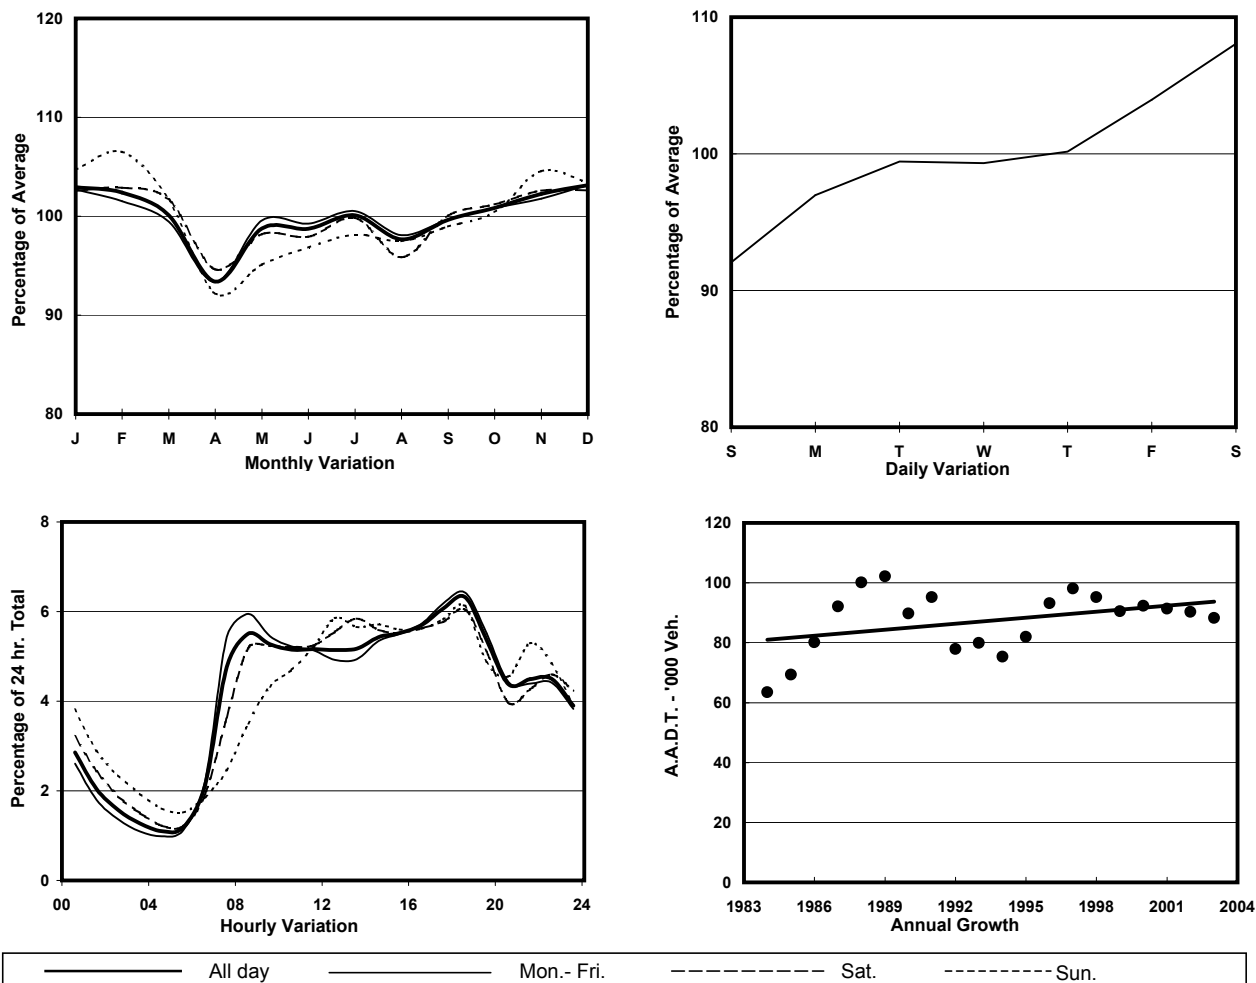 120
110
100
90
80
Percentage of Average
J F M A M J J A S O N D
Monthly Variation
110
100
90
80
Percentage of Average
S M T W T F S
Daily Variation
8
6
4
2
0
Percentage of 24 hr. Total
00 04 08 12 16 20 24
Hourly Variation
120
100
80
60
40
20
0
A.A.D.T. - '000 Veh.
1983 1986 1989 1992 1995 1998 2001 2004
Annual Growth
All day Mon.- Fri. Sat. Sun.